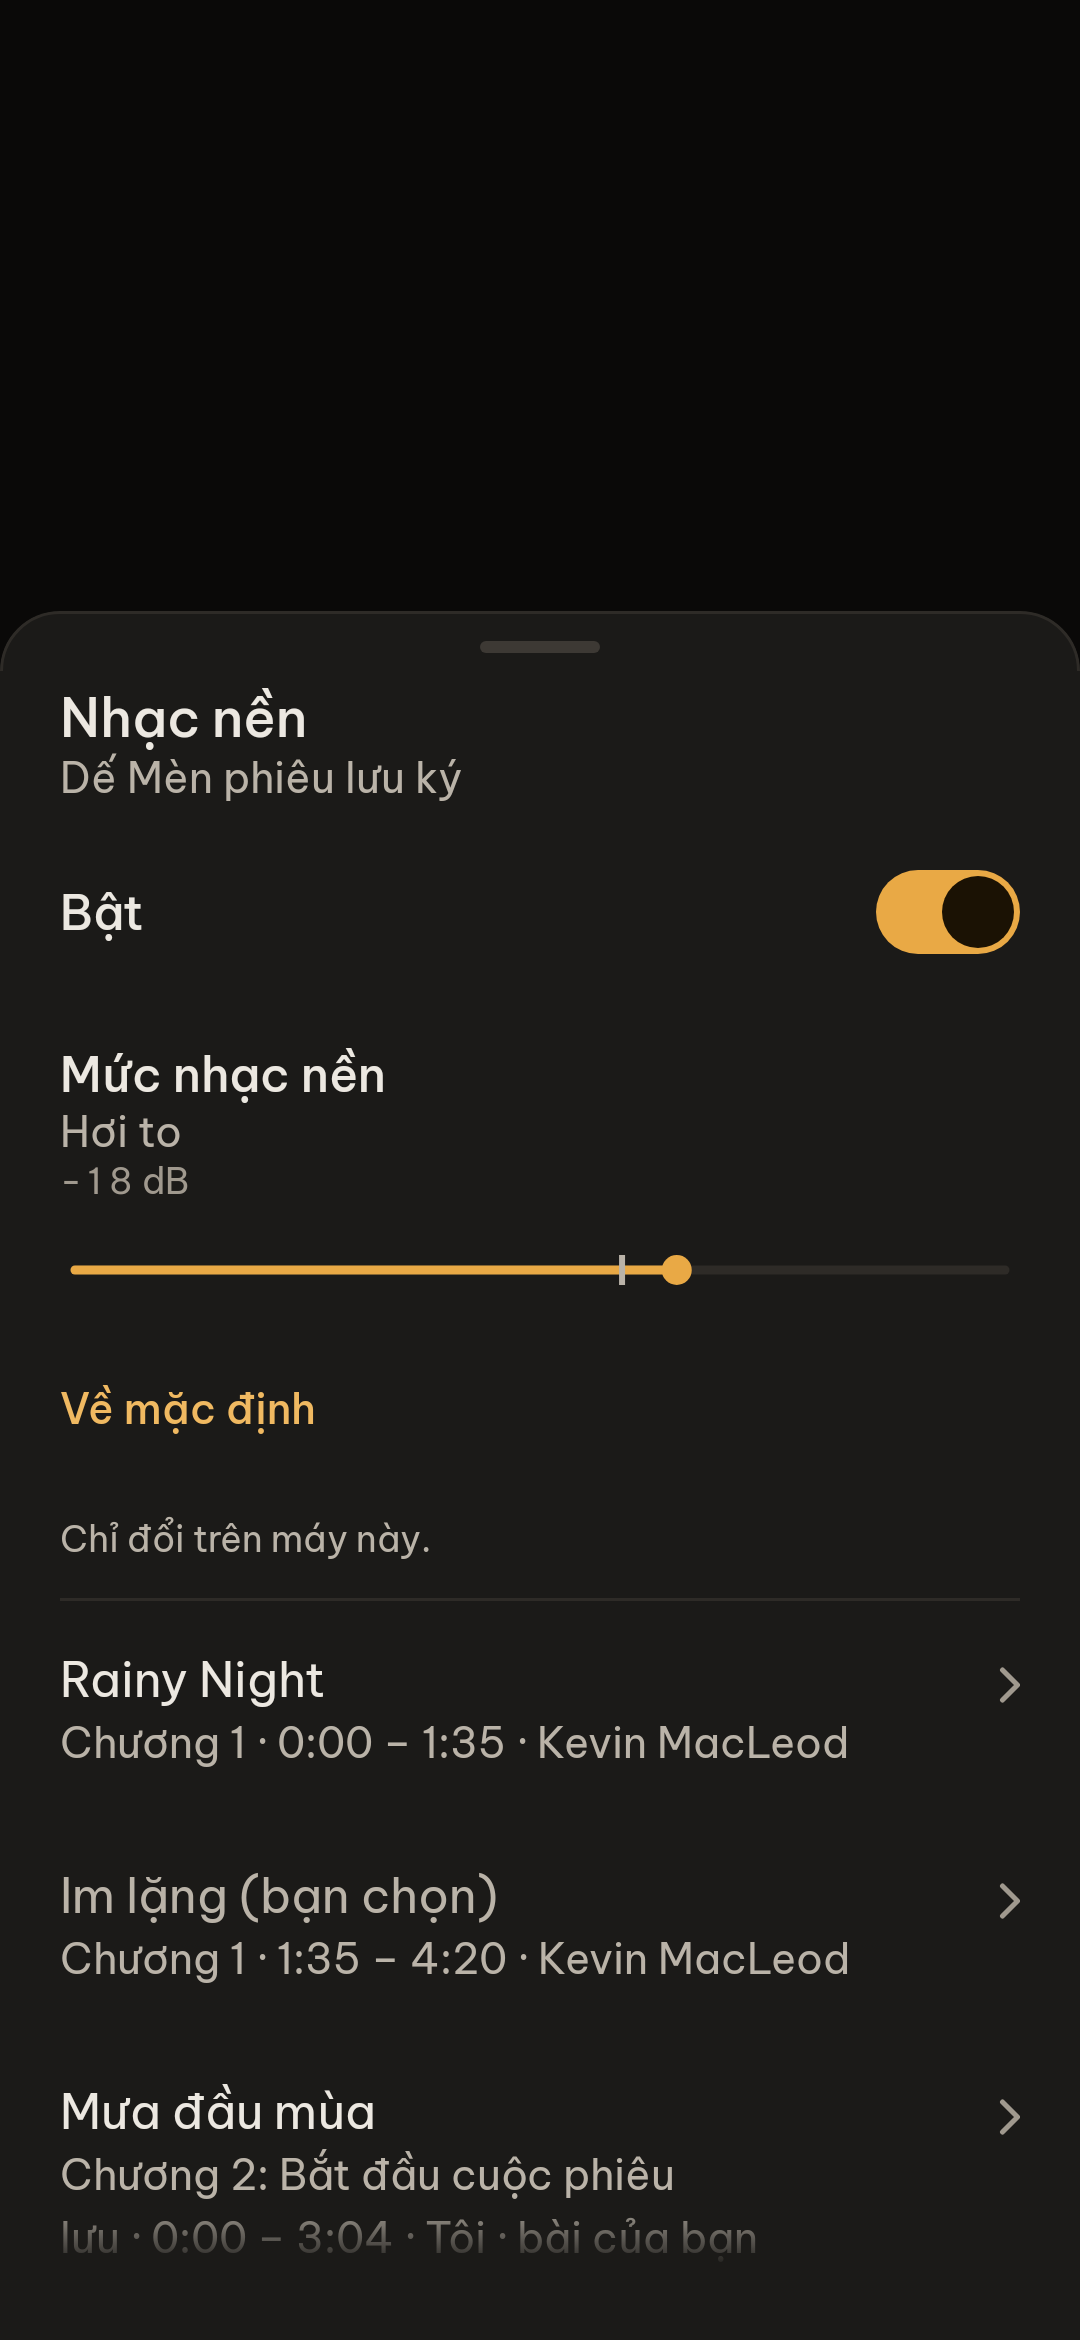 Nhạc nền
Dế Mèn phiêu lưu ký
Bật
Mức nhạc nền
Hơi to
−18 dB
Về mặc định
Chỉ đổi trên máy này.
Rainy Night
Chương 1 · 0:00 – 1:35 · Kevin MacLeod
Im lặng (bạn chọn)
Chương 1 · 1:35 – 4:20 · Kevin MacLeod
Mưa đầu mùa
Chương 2: Bắt đầu cuộc phiêu
lưu · 0:00 – 3:04 · Tôi · bài của bạn